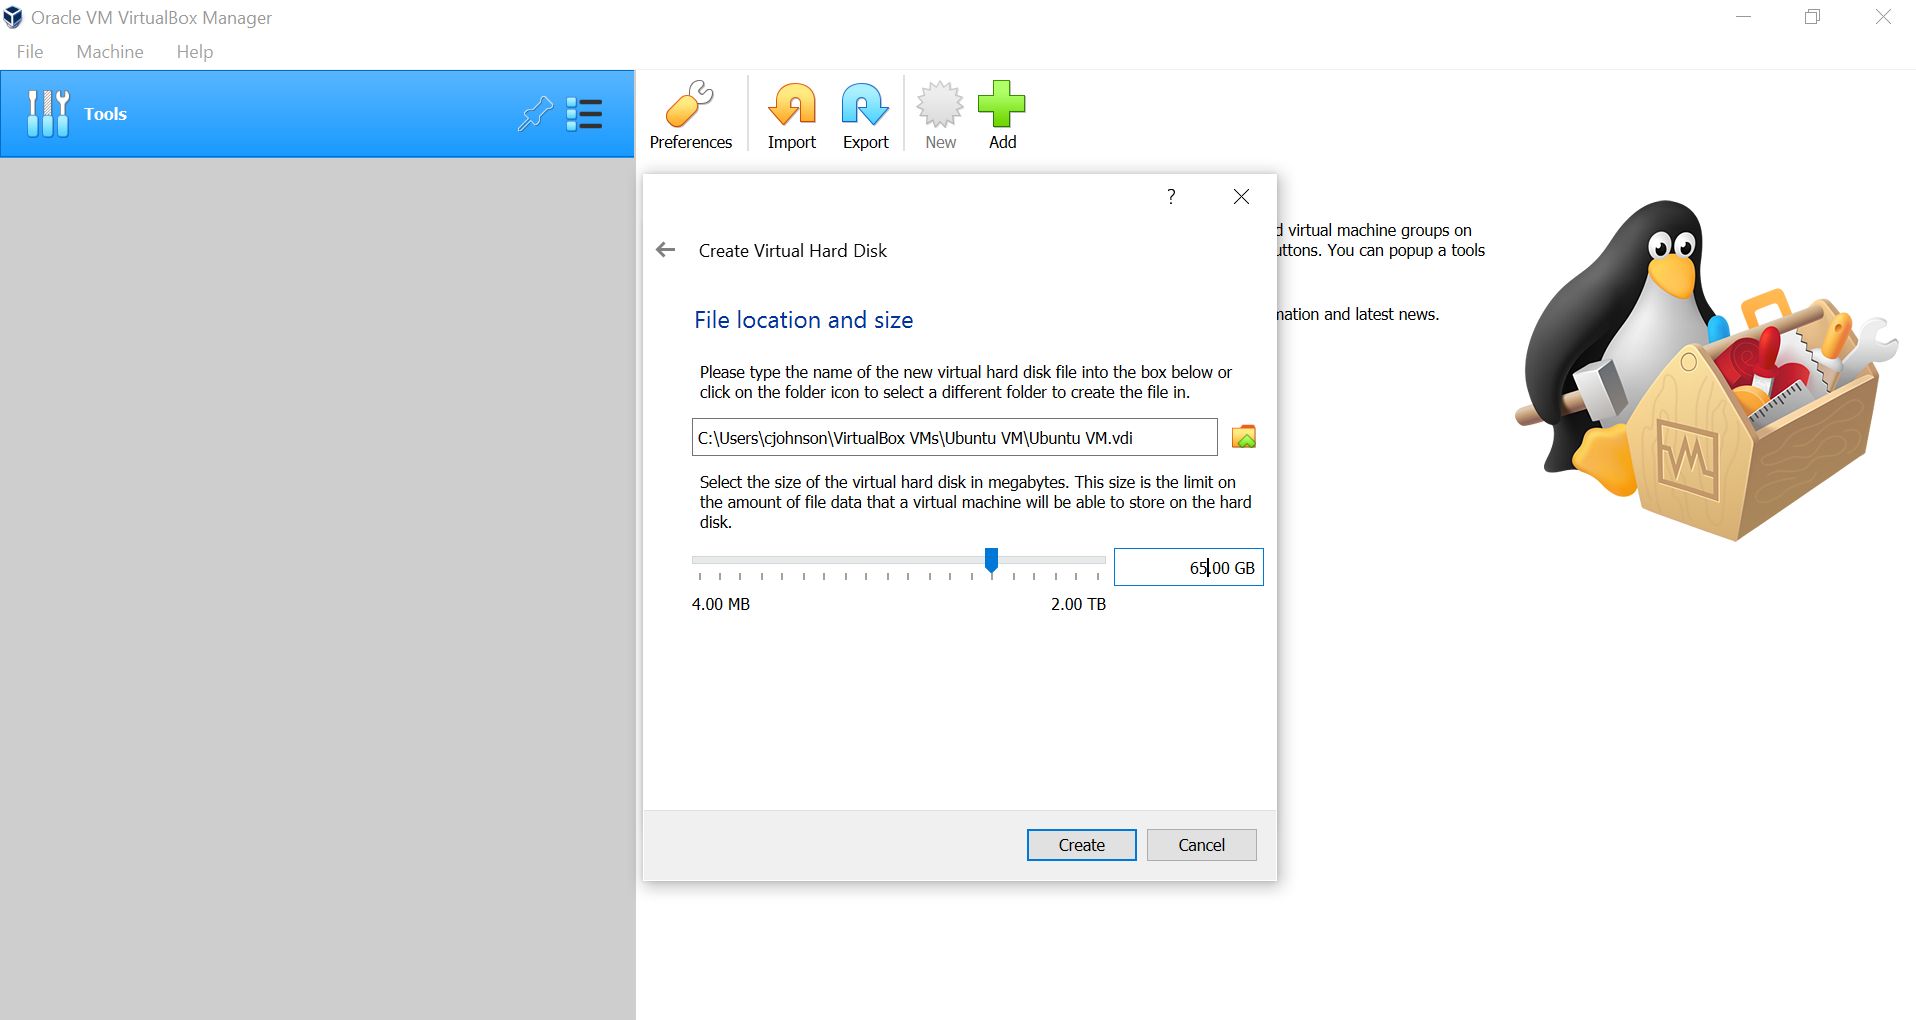 Oracle VM VirtualBox Manager
File Machine Help
Tools
Preferences Import Export New Add
?
Create Virtual Hard Disk
d virtual machine groups on
uttons. You can popup a tools
mation and latest news.
File location and size
Please type the name of the new virtual hard disk file into the box below or
click on the folder icon to select a different folder to create the file in.
C:\Users\cjohnson\VirtualBox VMs\Ubuntu VM\Ubuntu VM.vdi
Select the size of the virtual hard disk in megabytes. This size is the limit on
the amount of file data that a virtual machine will be able to store on the hard
disk.
65.00 GB
4.00 MB 2.00 TB
Create Cancel